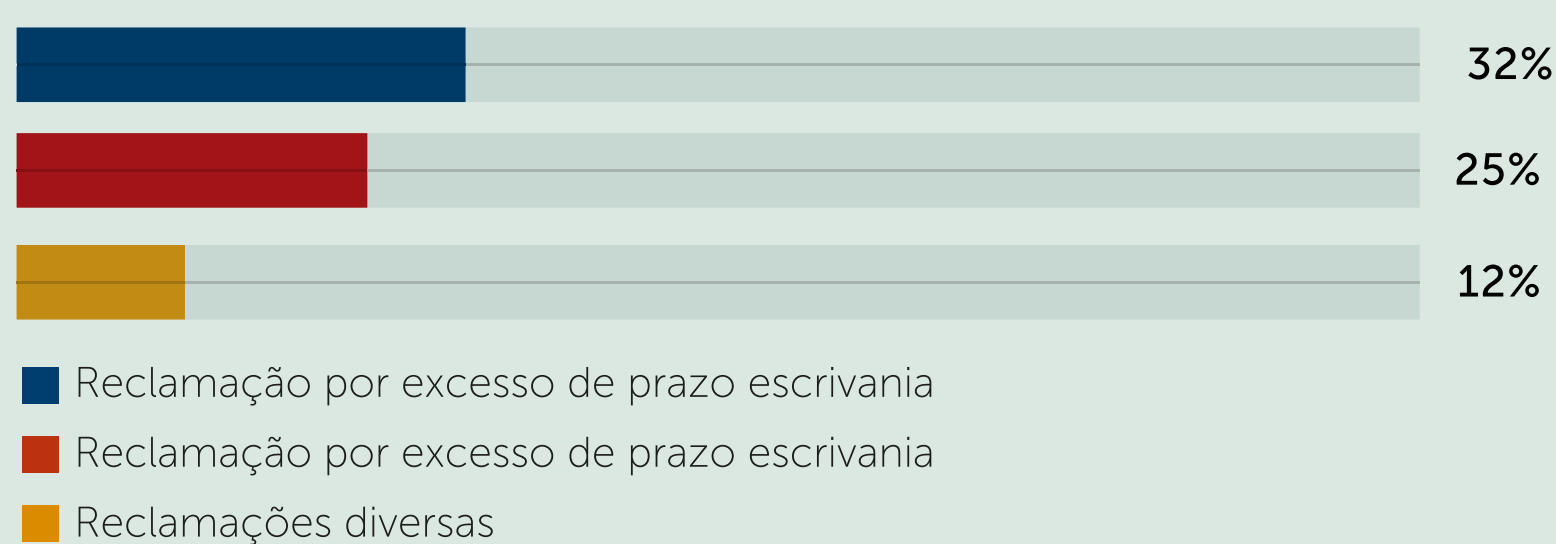 32%
25%
12%
Reclamação por excesso de prazo escrivania
Reclamação por excesso de prazo escrivania
Reclamações diversas